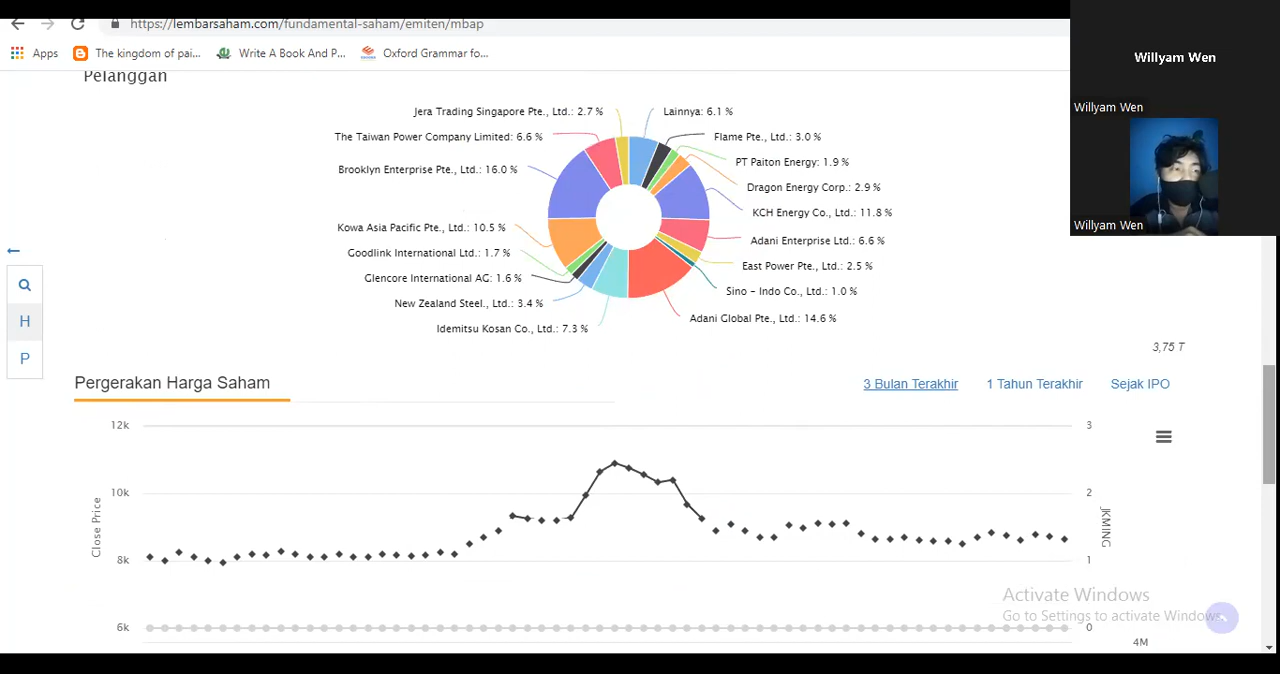 https://lembarsaham.com/fundamental-saham/emiten/mbap
Apps
The kingdom of pai...
Write A Book And P...
Oxford Grammar fo...
Willyam Wen
Willyam Wen
Willyam Wen
Pelanggan
Jera Trading Singapore Pte., Ltd.: 2.7 %
Lainnya: 6.1 %
The Taiwan Power Company Limited: 6.6 %
Flame Pte., Ltd.: 3.0 %
PT Paiton Energy: 1.9 %
Brooklyn Enterprise Pte., Ltd.: 16.0 %
Dragon Energy Corp.: 2.9 %
KCH Energy Co., Ltd.: 11.8 %
Kowa Asia Pacific Pte., Ltd.: 10.5 %
Adani Enterprise Ltd.: 6.6 %
Goodlink International Ltd.: 1.7 %
East Power Pte., Ltd.: 2.5 %
Glencore International AG: 1.6 %
Sino - Indo Co., Ltd.: 1.0 %
New Zealand Steel., Ltd.: 3.4 %
Adani Global Pte., Ltd.: 14.6 %
Idemitsu Kosan Co., Ltd.: 7.3 %
H
P
3,75 T
Pergerakan Harga Saham
3 Bulan Terakhir
1 Tahun Terakhir
Sejak IPO
12k
3
10k
2
Close Price
JKMING
8k
1
6k
0
4M
Activate Windows
Go to Settings to activate Windows.